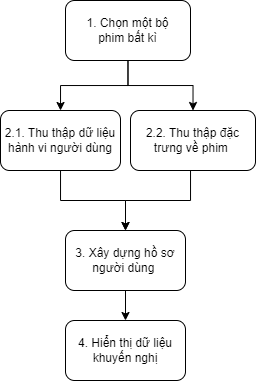 1. Chọn một bộ
phim bất kì
2.1. Thu thập dữ liệu
hành vi người dùng
2.2. Thu thập đặc
trưng về phim
3. Xây dựng hồ sơ
người dùng
4. Hiển thị dữ liệu
khuyến nghị